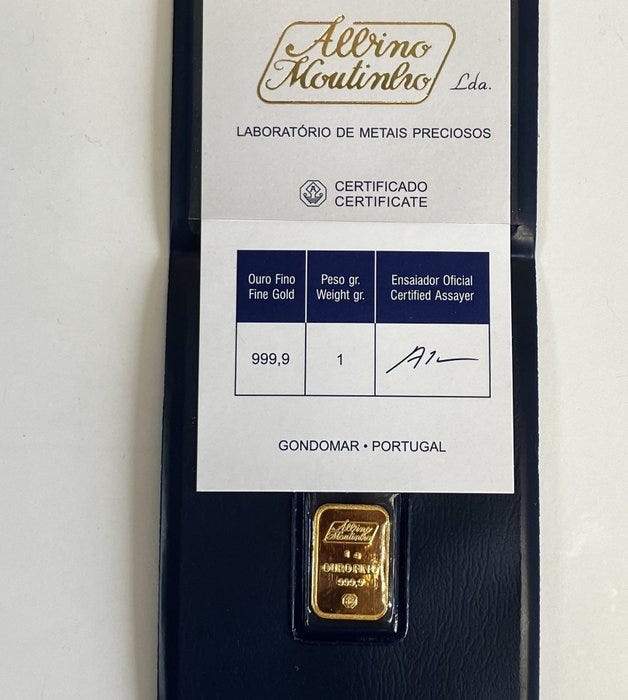 Albino
Moutinho
Lda.
LABORATÓRIO DE METAIS PRECIOSOS
CERTIFICADO
CERTIFICATE
Ouro Fino
Fine Gold
Peso gr.
Weight gr.
Ensaiador Oficial
Certified Assayer
999,9
1
GONDOMAR • PORTUGAL
Albino
Moutinho
1 g
OURO FINO
999,9